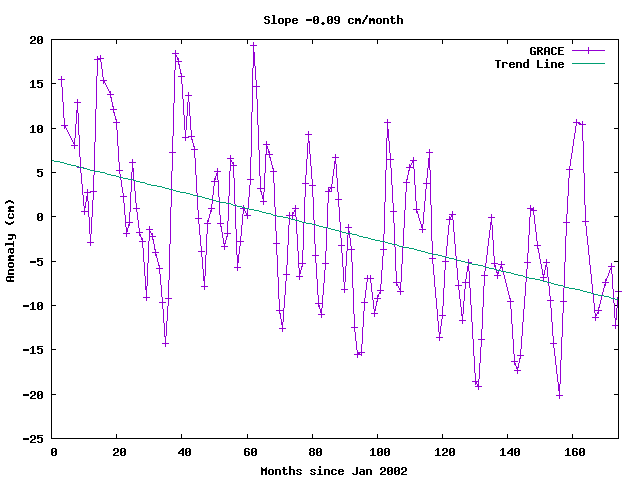 Slope -0.09 cm/month
GRACE
Trend Line
20
15
10
5
0
-5
-10
-15
-20
-25
Anomaly (cm)
0 20 40 60 80 100 120 140 160
Months since Jan 2002